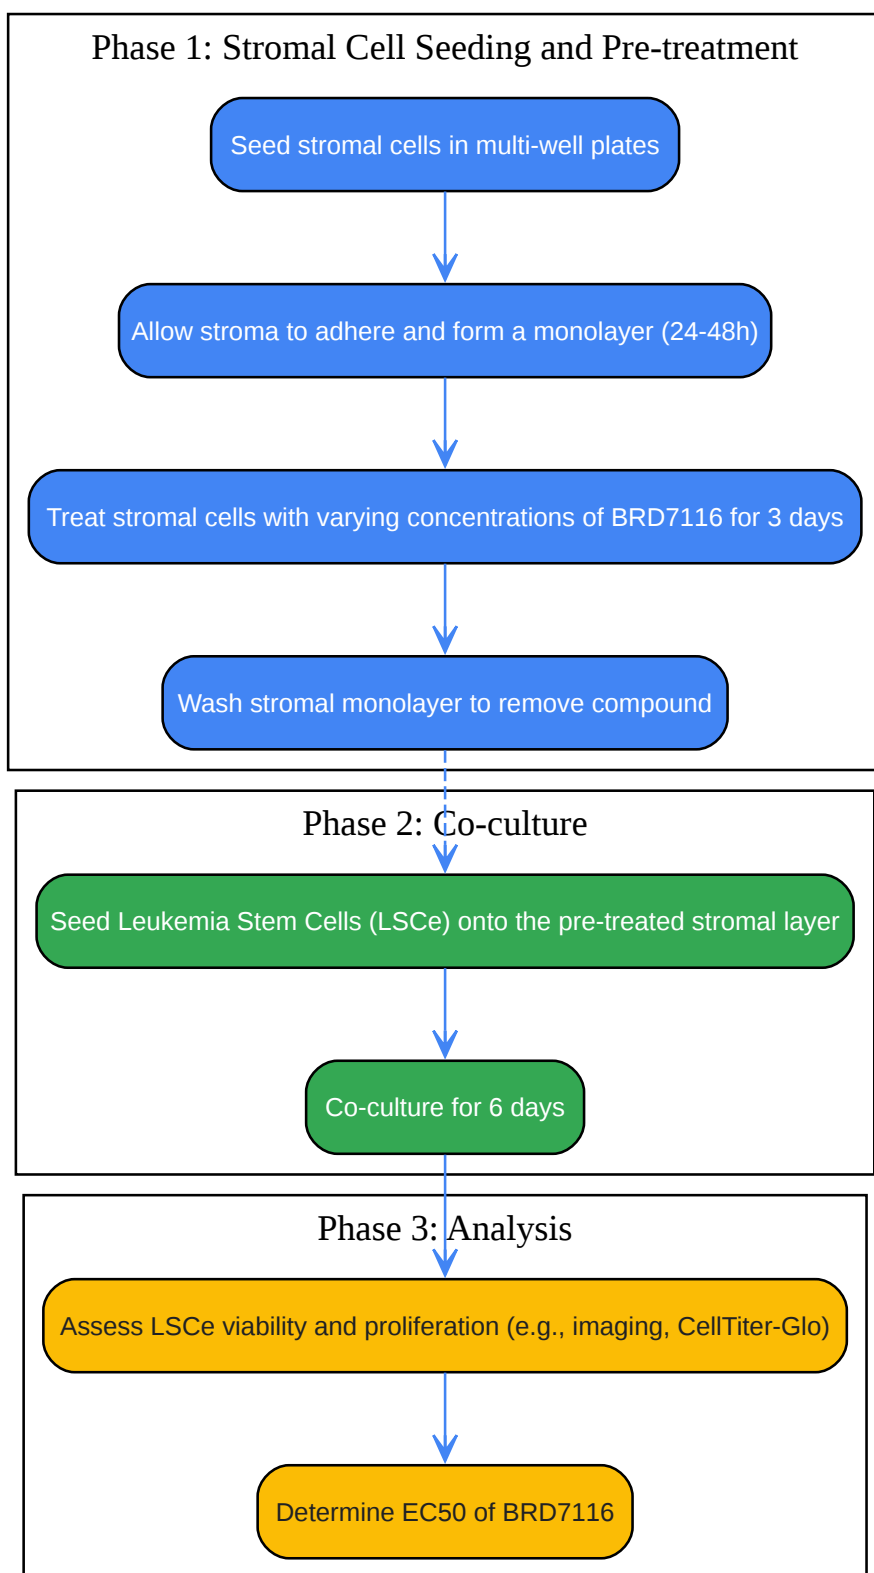 Phase 1: Stromal Cell Seeding and Pre-treatment
Seed stromal cells in multi-well plates
Allow stroma to adhere and form a monolayer (24-48h)
Treat stromal cells with varying concentrations of BRD7116 for 3 days
Wash stromal monolayer to remove compound
Phase 2: Co-culture
Seed Leukemia Stem Cells (LSCe) onto the pre-treated stromal layer
Co-culture for 6 days
Phase 3: Analysis
Assess LSCe viability and proliferation (e.g., imaging, CellTiter-Glo)
Determine EC50 of BRD7116